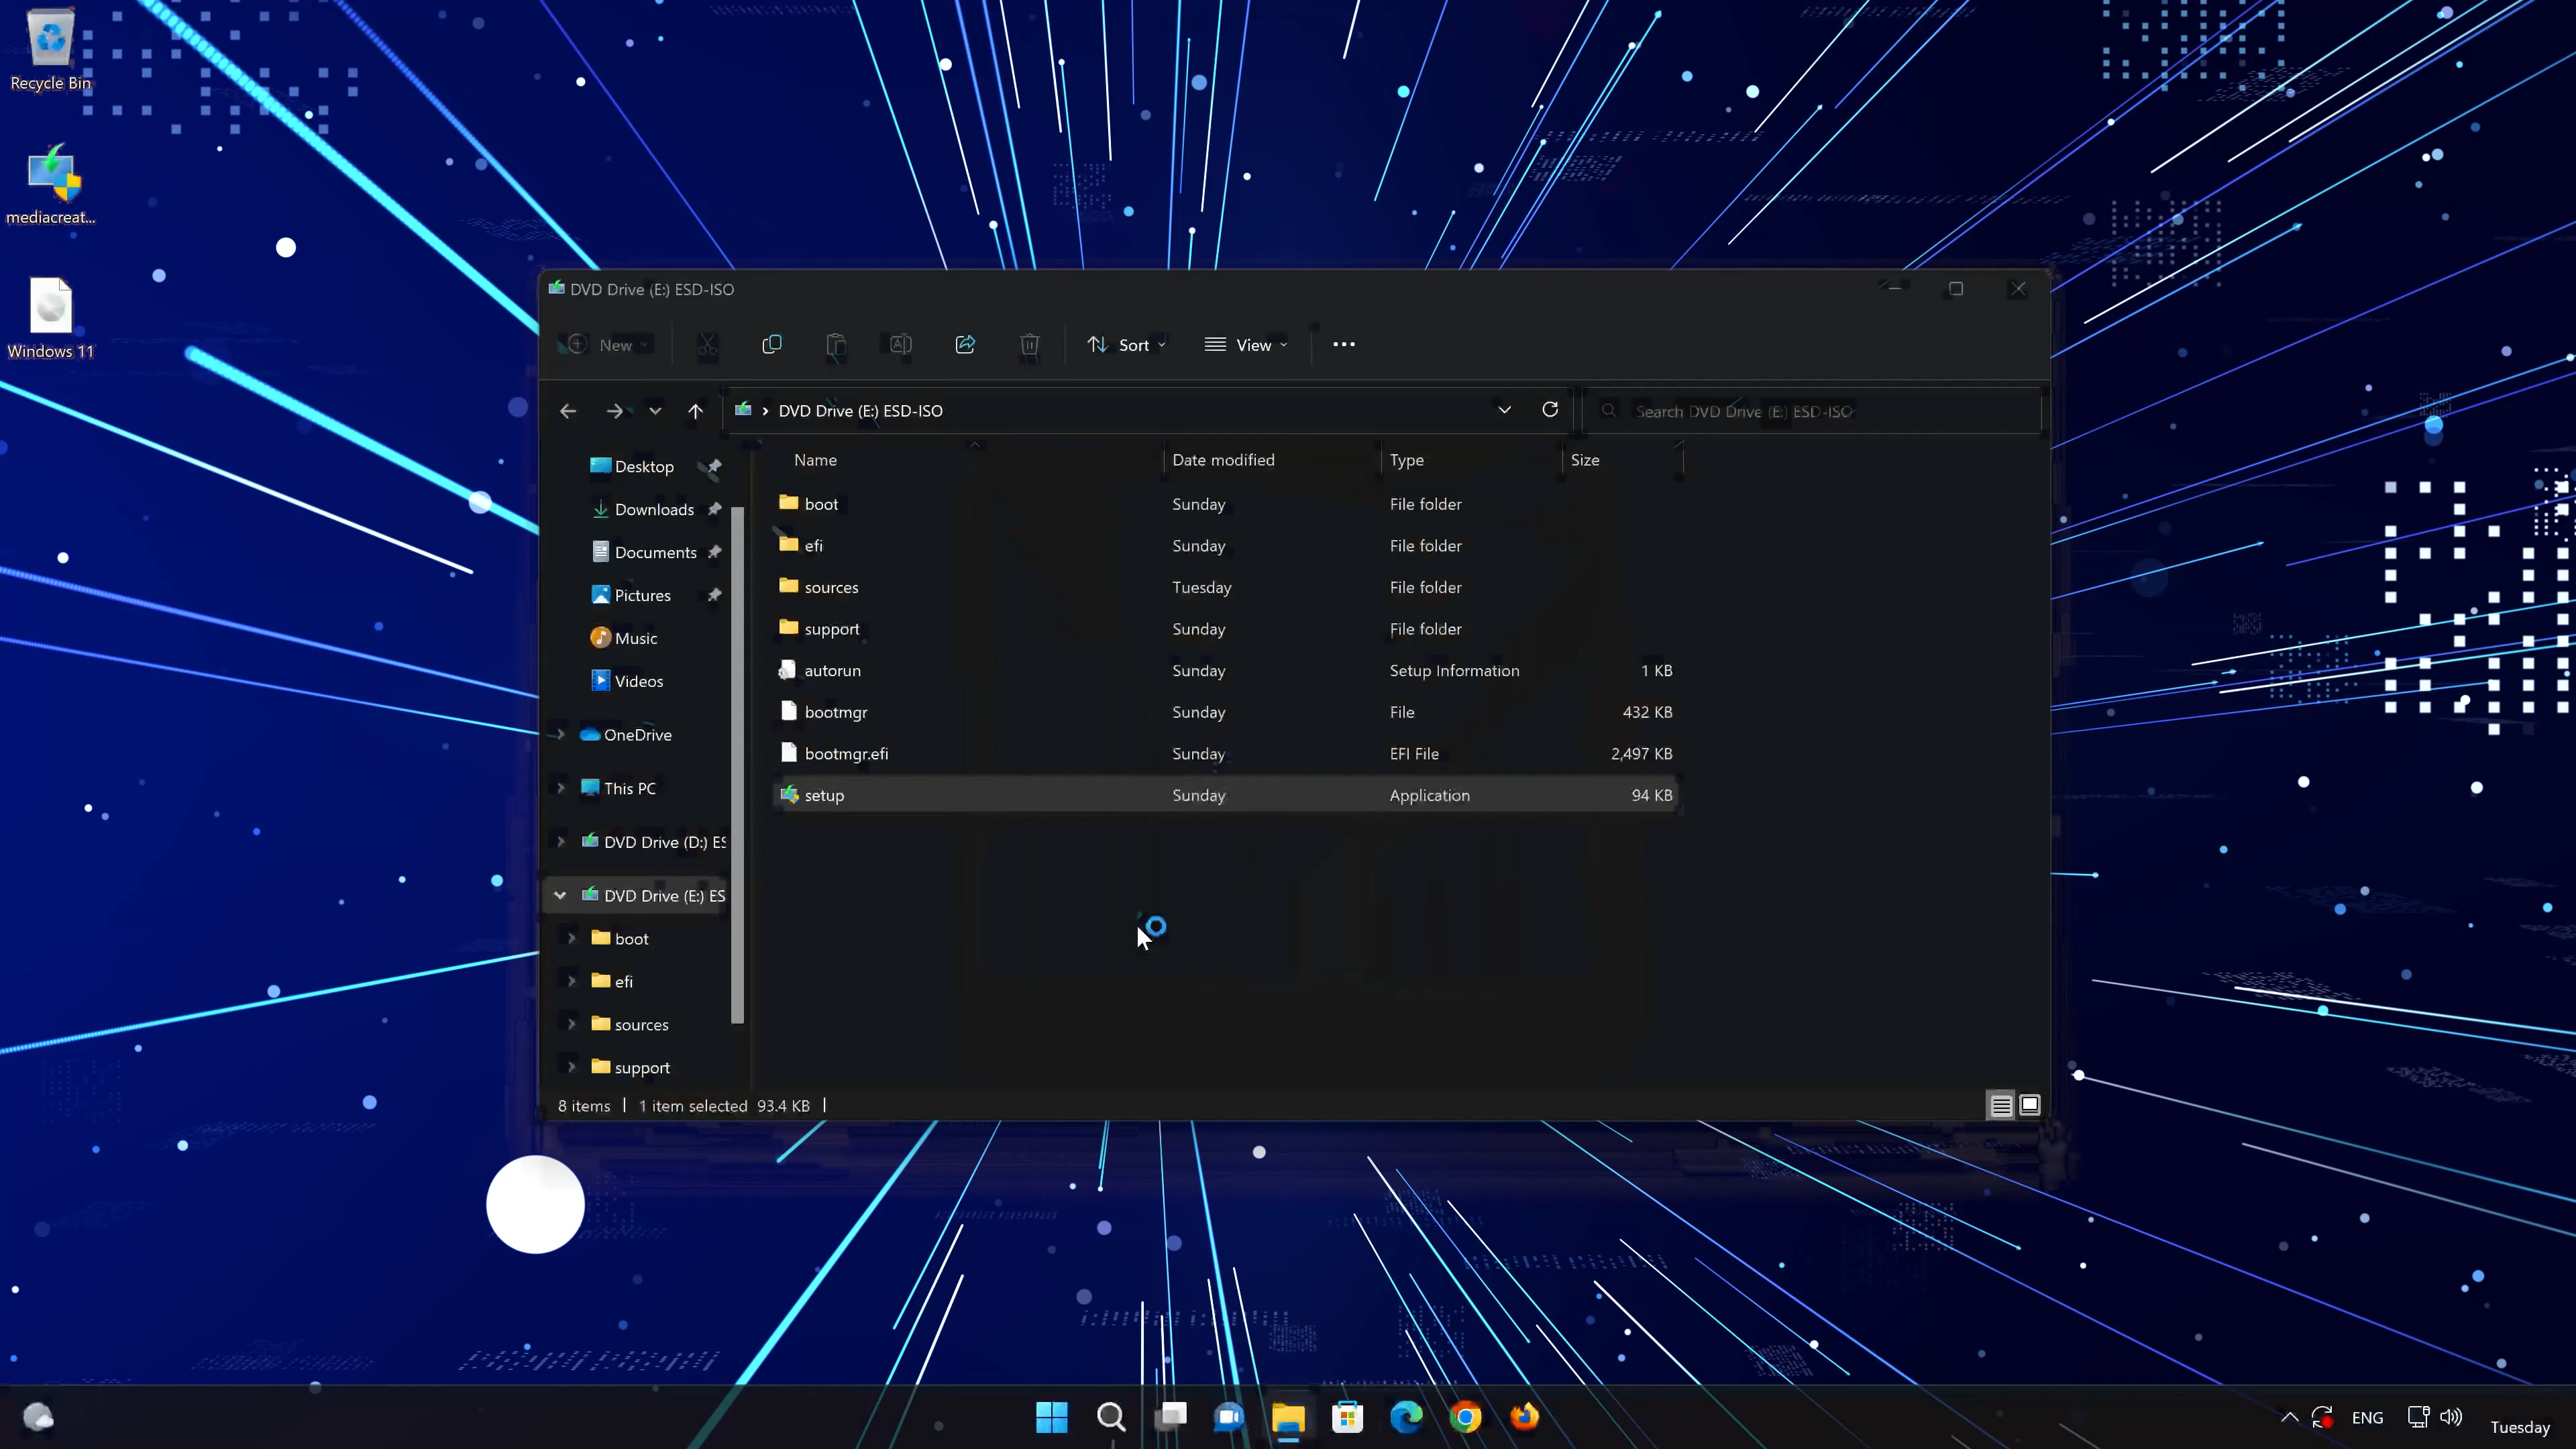 Recycle Bin
mediacreat...
Windows 11
DVD Drive (E:) ESD-ISO
New
Sort
View
DVD Drive (E:) ESD-ISO
Search DVD Drive (E:) ESD-ISO
Desktop
Downloads
Documents
Pictures
Music
Videos
OneDrive
This PC
DVD Drive (D:) ES
DVD Drive (E:) ES
boot
efi
sources
support
Name Date modified Type Size
boot Sunday File folder
efi Sunday File folder
sources Tuesday File folder
support Sunday File folder
autorun Sunday Setup Information 1 KB
bootmgr Sunday File 432 KB
bootmgr.efi Sunday EFI File 2,497 KB
setup Sunday Application 94 KB
8 items 1 item selected 93.4 KB
ENG
Tuesday